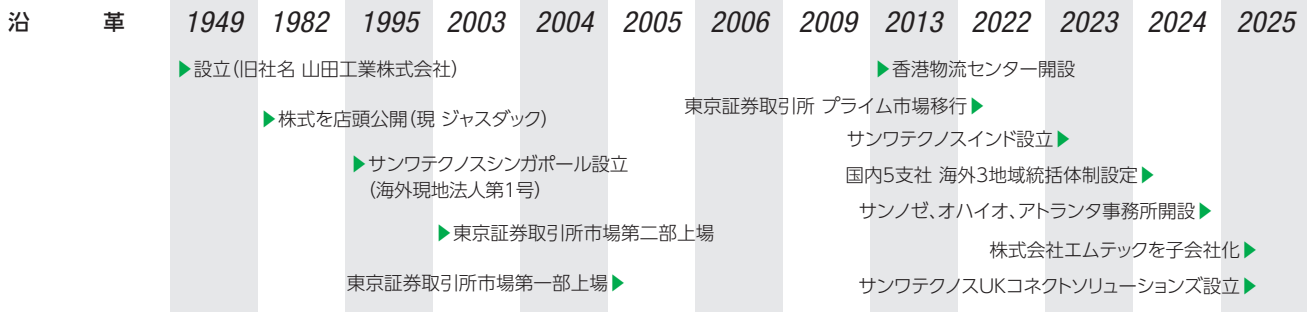 沿革 1949 1982 1995 2003 2004 2005 2006 2009 2013 2022 2023 2024 2025
▶設立（旧社名 山田工業株式会社）
▶株式を店頭公開（現 ジャスダック）
▶サンワテクノスシンガポール設立
（海外現地法人第1号）
▶東京証券取引所市場第二部上場
東京証券取引所市場第一部上場▶
▶香港物流センター開設
東京証券取引所 プライム市場移行▶
サンワテクノスインド設立▶
国内5支社 海外3地域統括体制設定▶
サンノゼ、オハイオ、アトランタ事務所開設▶
株式会社エムテックを子会社化▶
サンワテクノスUKコネクトソリューションズ設立▶